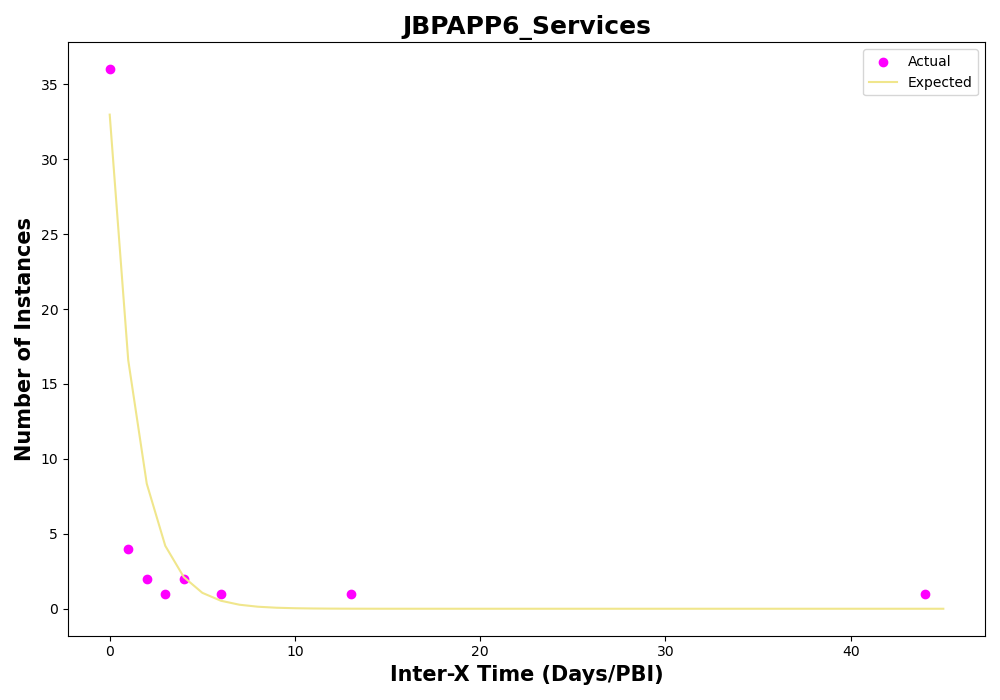 JBPAPP6_Services
Actual
Expected
Number of Instances
35
30
25
20
15
10
5
0
0 10 20 30 40
Inter-X Time (Days/PBI)